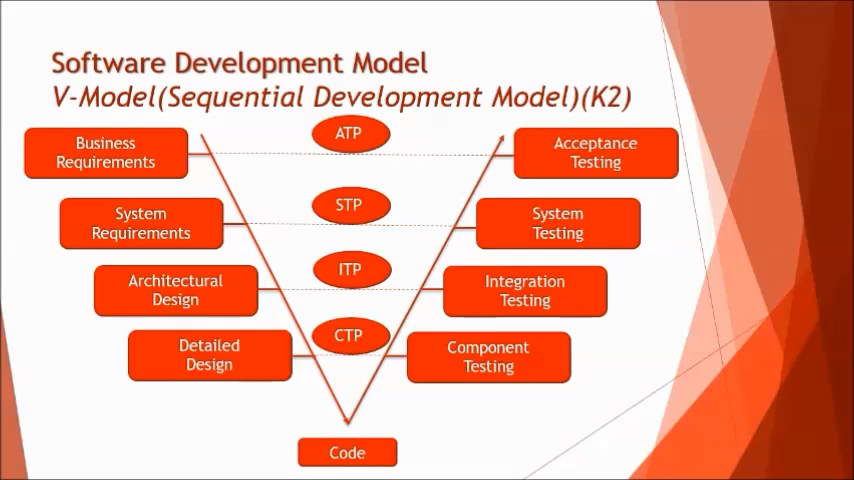 Software Development Model
V-Model(Sequential Development Model)(K2)
Business
Requirements
ATP
Acceptance
Testing
System
Requirements
STP
System
Testing
Architectural
Design
ITP
Integration
Testing
Detailed
Design
CTP
Component
Testing
Code